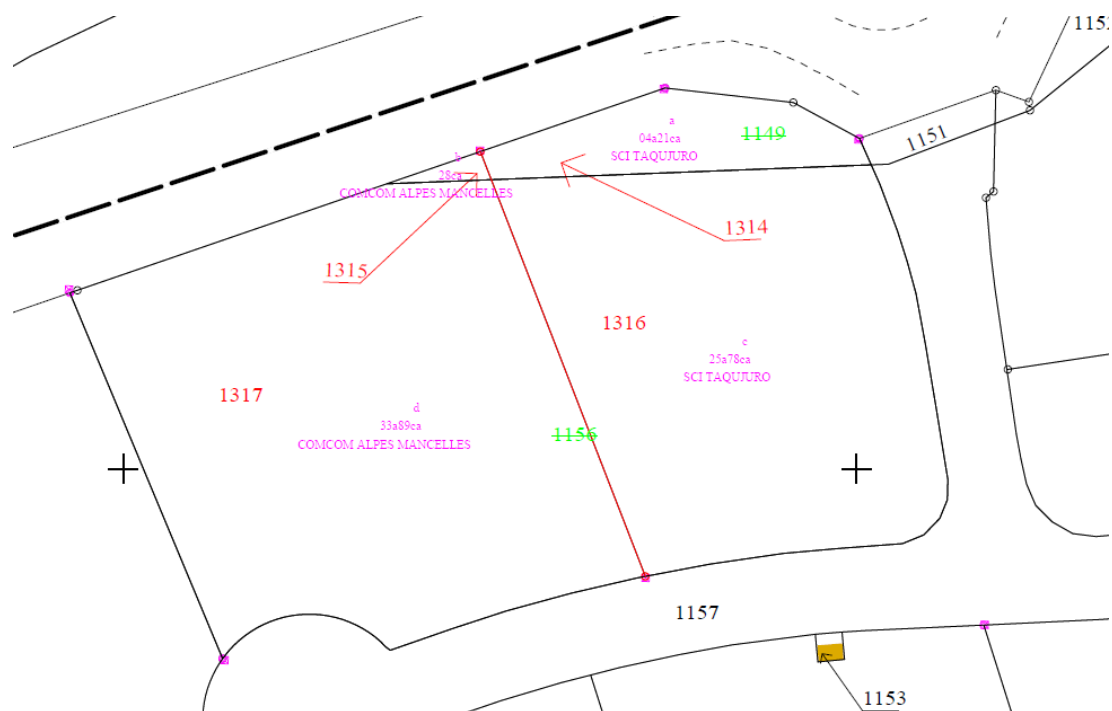 1152
a
04a21ca
SCI TAQUJURO
1149
1151
b
28ca
COMCOM ALPES MANCELLES
1314
1315
1316
c
25a78ca
SCI TAQUJURO
1317
d
33a89ca
COMCOM ALPES MANCELLES
1156
1157
1153